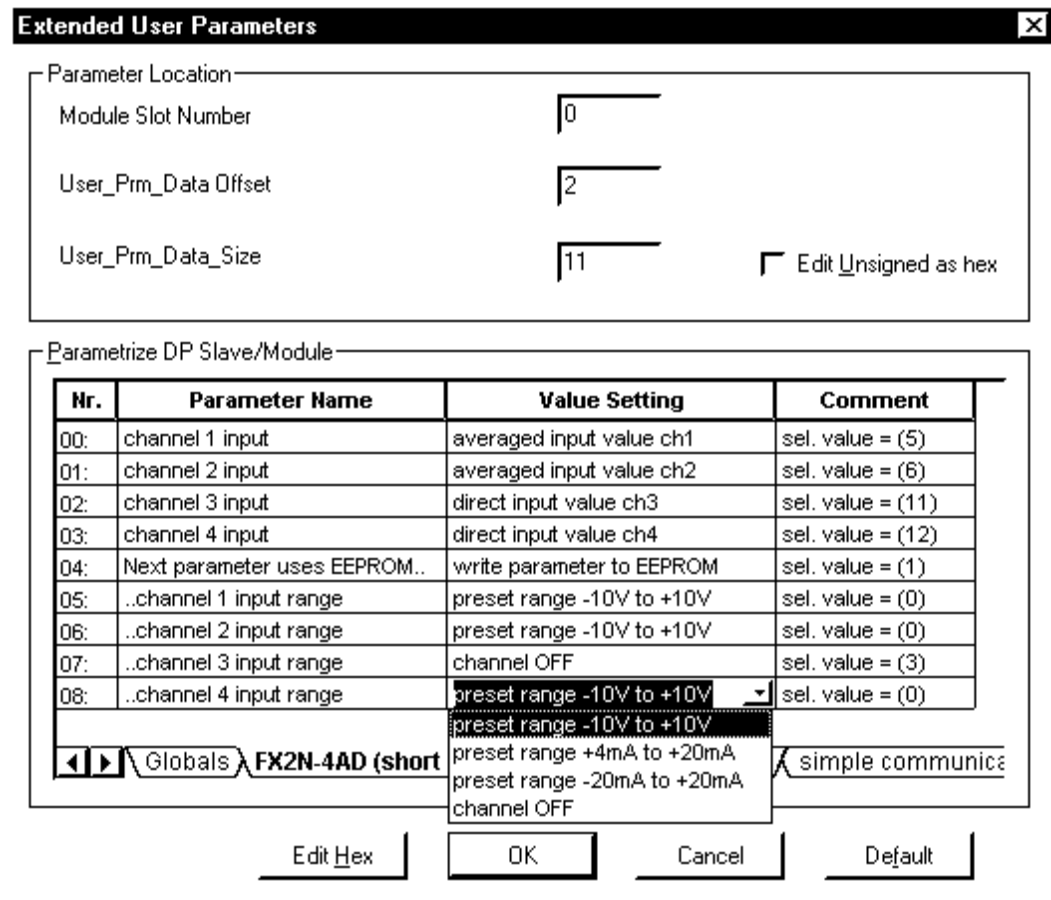 Extended User Parameters
Parameter Location
Module Slot Number 0
User_Prm_Data Offset 2
User_Prm_Data_Size 11 Edit Unsigned as hex
Parametrize DP Slave/Module
Nr. Parameter Name Value Setting Comment
00: channel 1 input averaged input value ch1 sel. value = (5)
01: channel 2 input averaged input value ch2 sel. value = (6)
02: channel 3 input direct input value ch3 sel. value = (11)
03: channel 4 input direct input value ch4 sel. value = (12)
04: Next parameter uses EEPROM.. write parameter to EEPROM sel. value = (1)
05: ..channel 1 input range preset range -10V to +10V sel. value = (0)
06: ..channel 2 input range preset range -10V to +10V sel. value = (0)
07: ..channel 3 input range channel OFF sel. value = (3)
08: ..channel 4 input range preset range -10V to +10V sel. value = (0)
preset range -10V to +10V
Globals FX2N-4AD (short preset range +4mA to +20mA simple communica
preset range -20mA to +20mA
channel OFF
Edit Hex OK Cancel Default